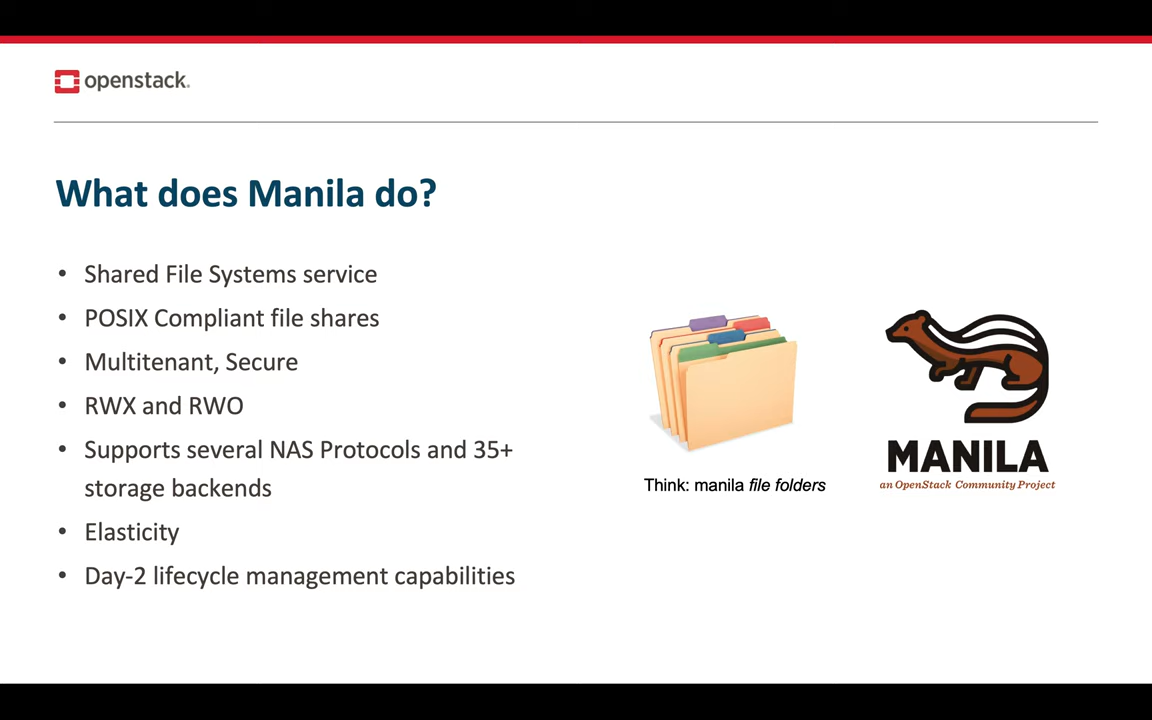 openstack.
What does Manila do?
• Shared File Systems service
• POSIX Compliant file shares
• Multitenant, Secure
• RWX and RWO
• Supports several NAS Protocols and 35+
storage backends
• Elasticity
• Day-2 lifecycle management capabilities
Think: manila file folders
MANILA
an OpenStack Community Project